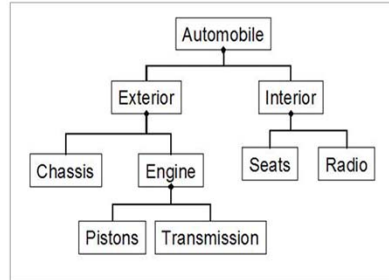 Automobile
Exterior
Interior
Chassis
Engine
Seats
Radio
Pistons
Transmission